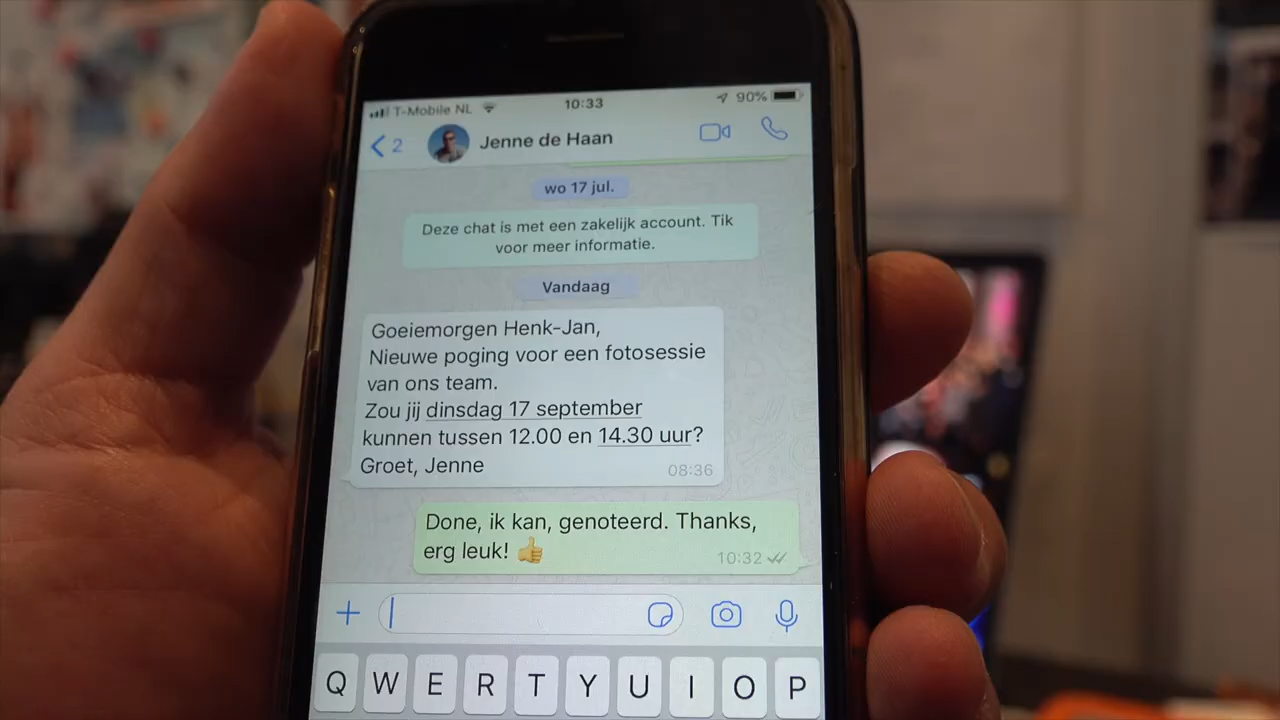 T-Mobile NL 10:33 90%
2 Jenne de Haan
wo 17 jul.
Deze chat is met een zakelijk account. Tik
voor meer informatie.
Vandaag
Goeiemorgen Henk-Jan,
Nieuwe poging voor een fotosessie
van ons team.
Zou jij dinsdag 17 september
kunnen tussen 12.00 en 14.30 uur?
Groet, Jenne 08:36
Done, ik kan, genoteerd. Thanks,
erg leuk! 👍 10:32
Q W E R T Y U I O P